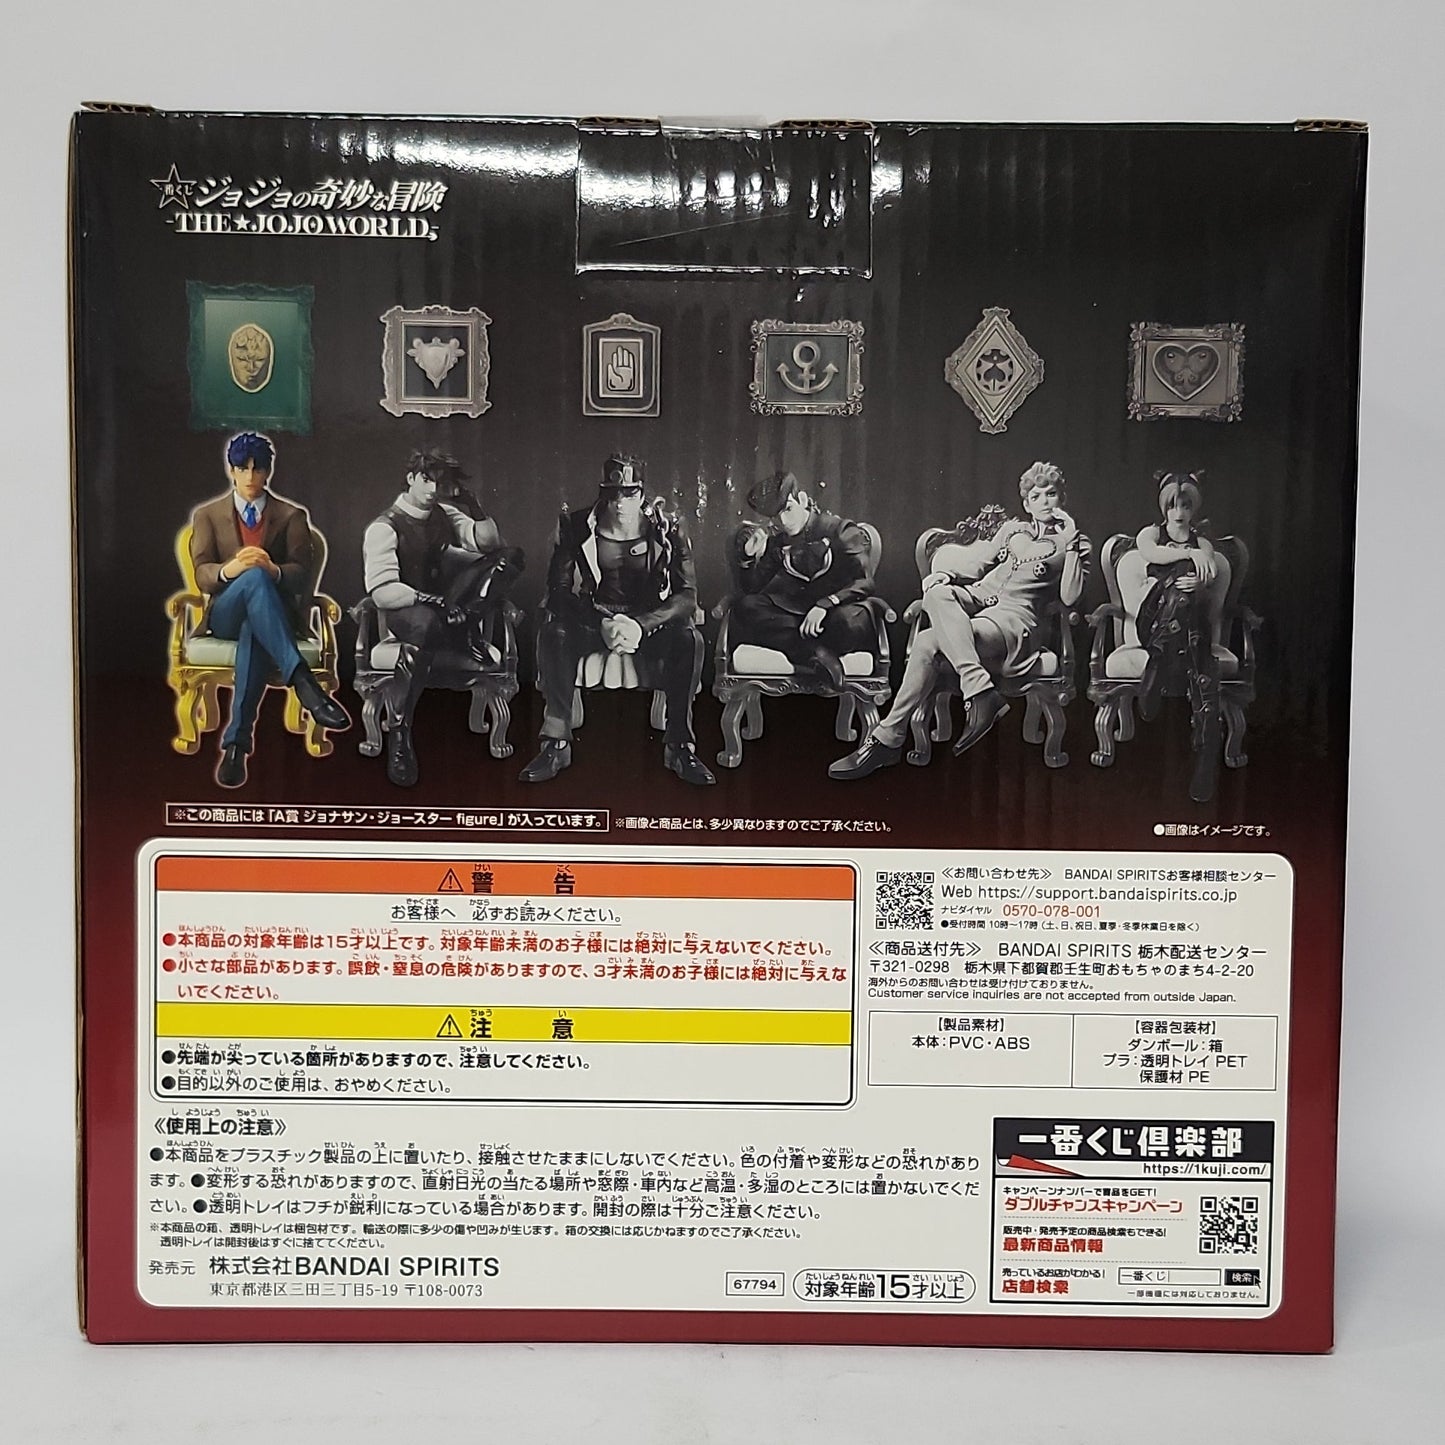 一番くじ ジョジョの奇妙な冒険
-THE★JOJO WORLD-
※この商品には「A賞 ジョナサン・ジョースター figure」が入っています。
※画像と商品とは、多少異なりますのでご了承ください。
●画像はイメージです。
⚠警告
お客様へ 必ずお読みください。
●本商品の対象年齢は15才以上です。対象年齢未満のお子様には絶対に与えないでください。
●小さな部品があります。誤飲・窒息の危険がありますので、3才未満のお子様には絶対に与えな
いでください。
⚠注意
●先端が尖っている箇所がありますので、注意してください。
●目的以外のご使用は、おやめください。
《使用上の注意》
●本商品をプラスチック製品の上に置いたり、接触させたままにしないでください。色の付着や変形などの恐れがあり
ます。●変形する恐れがありますので、直射日光の当たる場所や窓際・車内など高温・多湿のところには置かないでくだ
さい。●透明トレイはフチが鋭利になっている場合があります。開封の際は十分ご注意ください。
※本商品の箱、透明トレイは梱包材です。輸送の際に多少の傷や凹みが生じます。箱の交換には応じかねますのでご了承ください。
透明トレイは開封後はすぐに捨ててください。
発売元 株式会社BANDAI SPIRITS
東京都港区三田三丁目5-19 〒108-0073
67794
対象年齢15才以上
《お問い合わせ先》 BANDAI SPIRITSお客様相談センター
Web https://support.bandaispirits.co.jp
ナビダイヤル 0570-078-001
●受付時間 10時～17時(土、日、祝日、夏季・冬季休業日を除く)
《商品送付先》 BANDAI SPIRITS 栃木配送センター
〒321-0298 栃木県下都賀郡壬生町おもちゃのまち4-2-20
海外からのお問い合わせは受け付けておりません。
Customer service inquiries are not accepted from outside Japan.
【製品素材】
本体:PVC・ABS
【容器包装材】
ダンボール:箱
プラ:透明トレイ PET
保護材 PE
一番くじ倶楽部
https://1kuji.com/
キャンペーンナンバーで賞品をGET!
ダブルチャンスキャンペーン
販売中・発売予定の商品検索もできる!
最新商品情報
売っているお店がわかる!
店舗検索
一番くじ 検索
一部機種には対応しておりません。